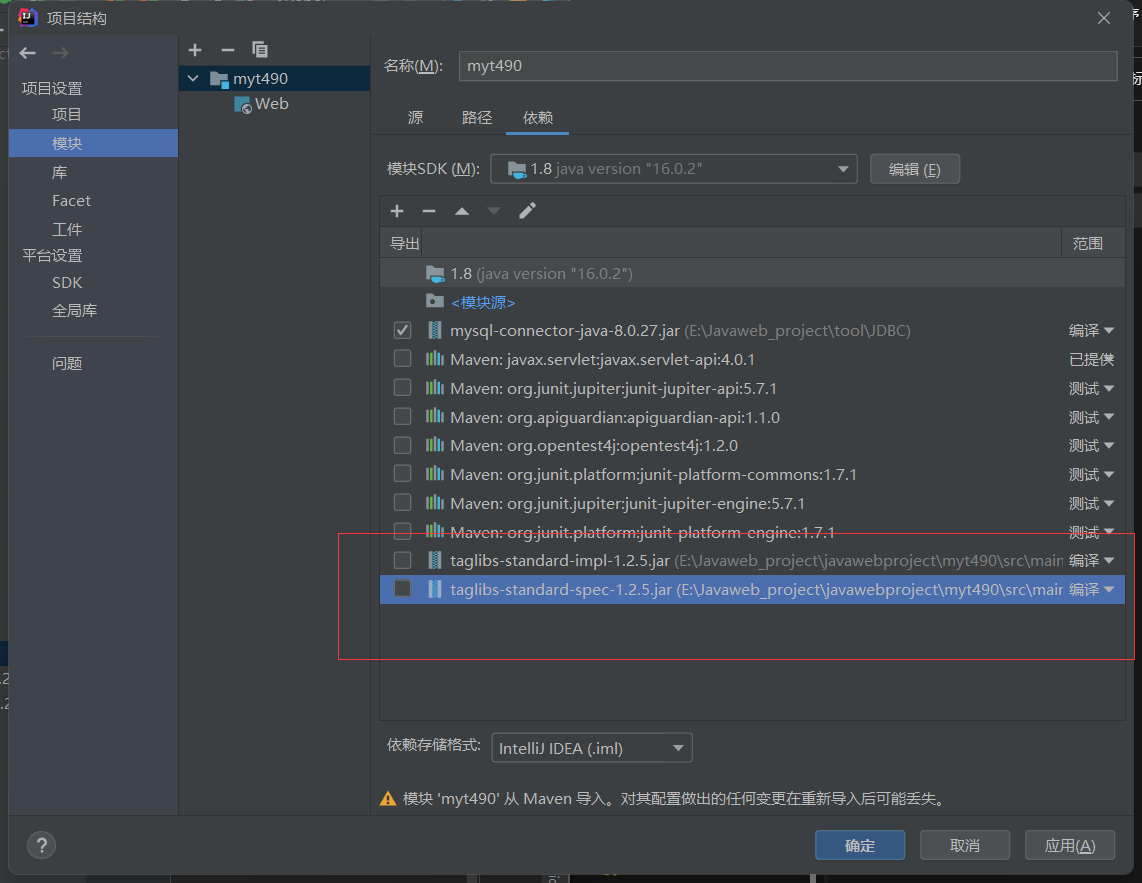 项目结构
项目设置
项目
模块
库
Facet
工件
平台设置
SDK
全局库
问题
myt490
Web
名称(M): myt490
源 路径 依赖
模块SDK (M): 1.8 java version "16.0.2" 编辑 (E)
导出 范围
1.8 (java version "16.0.2")
<模块源>
mysql-connector-java-8.0.27.jar (E:\Javaweb_project\tool\JDBC) 编译
Maven: javax.servlet:javax.servlet-api:4.0.1 已提供
Maven: org.junit.jupiter:junit-jupiter-api:5.7.1 测试
Maven: org.apiguardian:apiguardian-api:1.1.0 测试
Maven: org.opentest4j:opentest4j:1.2.0 测试
Maven: org.junit.platform:junit-platform-commons:1.7.1 测试
Maven: org.junit.jupiter:junit-jupiter-engine:5.7.1 测试
Maven: org.junit.platform:junit-platform-engine:1.7.1 测试
taglibs-standard-impl-1.2.5.jar (E:\Javaweb_project\javawebproject\myt490\src\main 编译
taglibs-standard-spec-1.2.5.jar (E:\Javaweb_project\javawebproject\myt490\src\main 编译
依赖存储格式: IntelliJ IDEA (.iml)
模块 'myt490' 从 Maven 导入。对其配置做出的任何变更在重新导入后可能丢失。
? 确定 取消 应用(A)